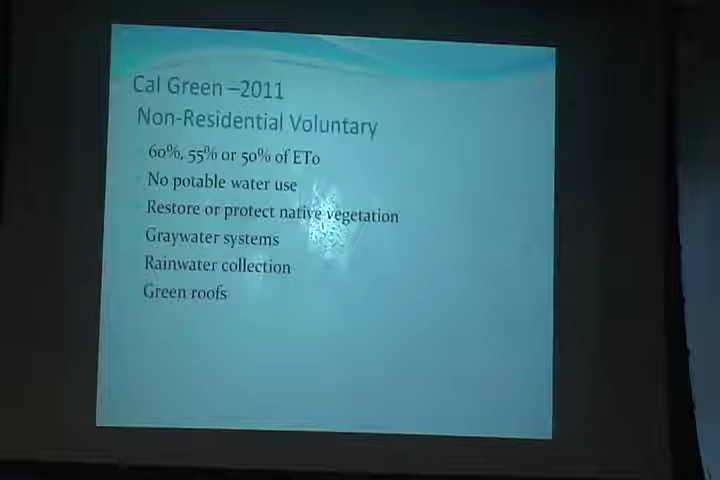 Cal Green –2011
Non-Residential Voluntary
60%, 55% or 50% of ETo
No potable water use
Restore or protect native vegetation
Graywater systems
Rainwater collection
Green roofs